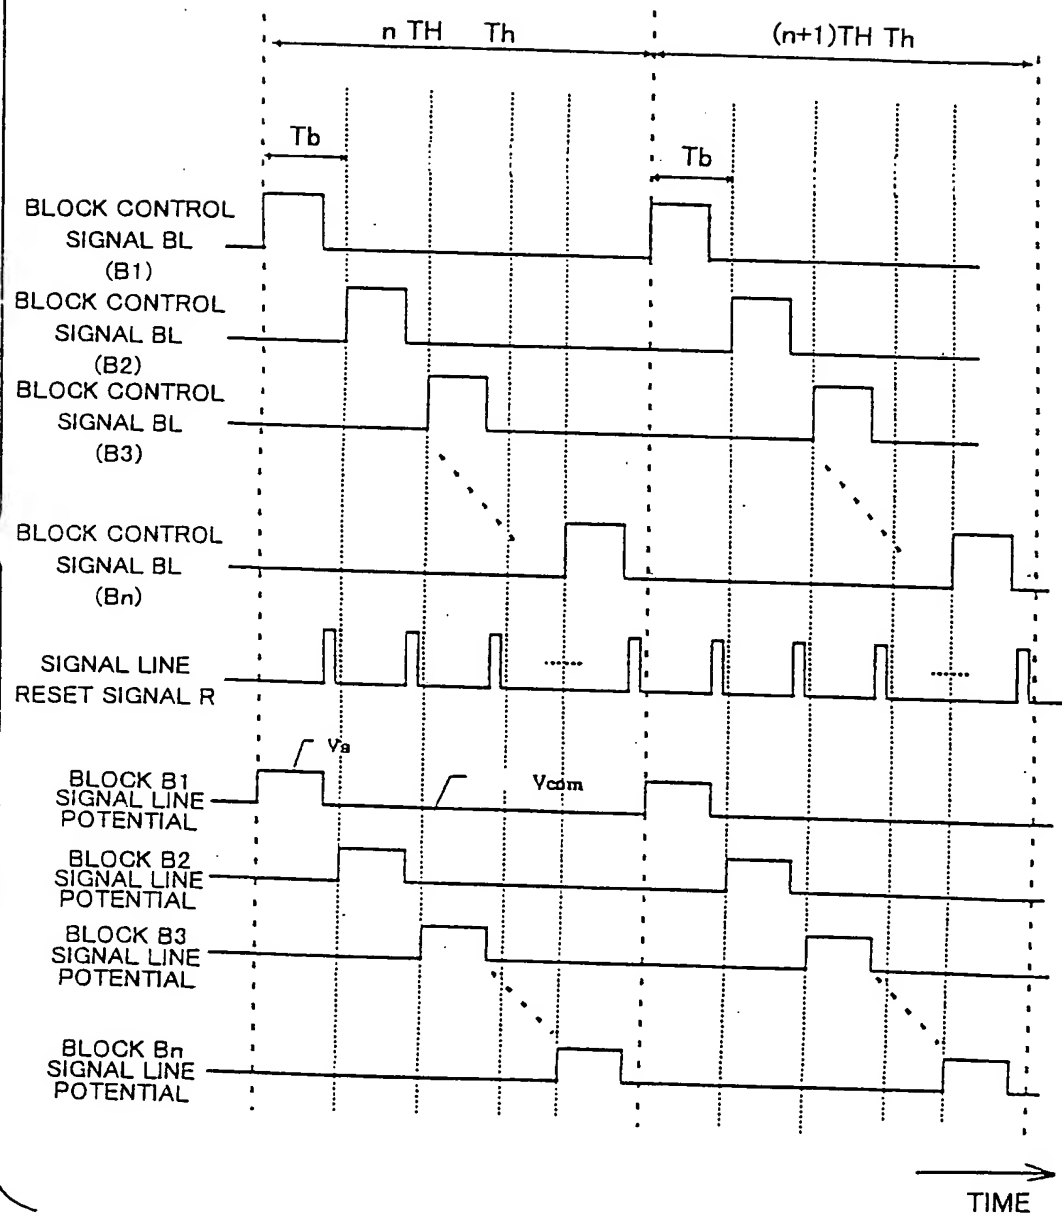 n TH Th
(n+1)TH Th
Tb
Tb
BLOCK CONTROL
SIGNAL BL
(B1)
BLOCK CONTROL
SIGNAL BL
(B2)
BLOCK CONTROL
SIGNAL BL
(B3)
BLOCK CONTROL
SIGNAL BL
(Bn)
SIGNAL LINE
RESET SIGNAL R
Va
Vcom
BLOCK B1
SIGNAL LINE
POTENTIAL
BLOCK B2
SIGNAL LINE
POTENTIAL
BLOCK B3
SIGNAL LINE
POTENTIAL
BLOCK Bn
SIGNAL LINE
POTENTIAL
TIME